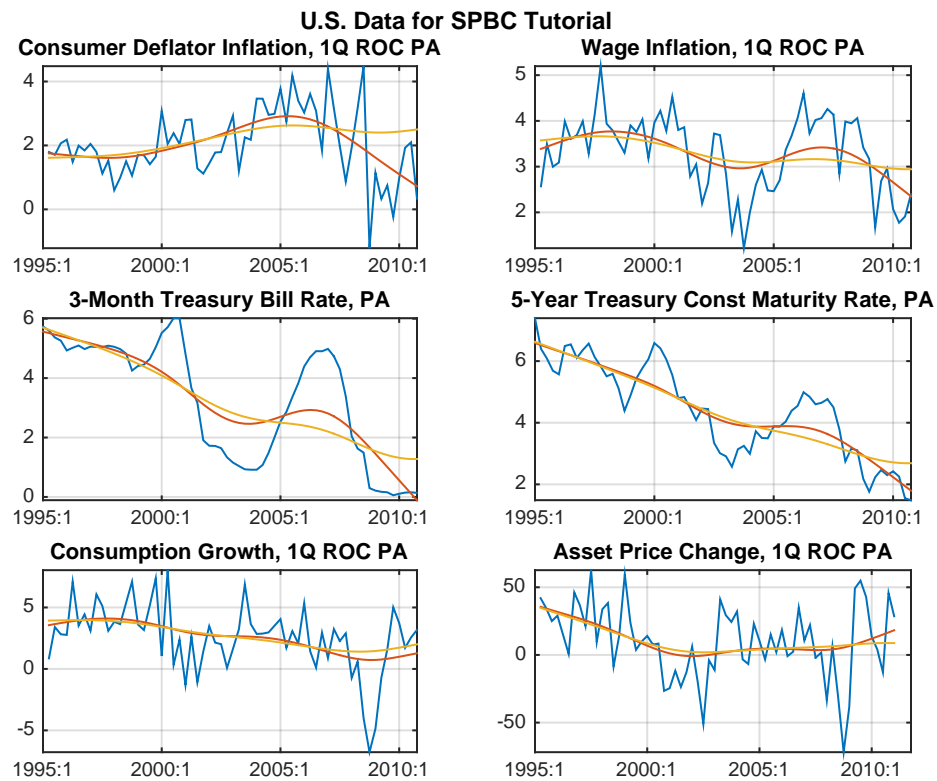 U.S. Data for SPBC Tutorial
Consumer Deflator Inflation, 1Q ROC PA
4
2
0
1995:1 2000:1 2005:1 2010:1
Wage Inflation, 1Q ROC PA
5
4
3
2
1995:1 2000:1 2005:1 2010:1
3-Month Treasury Bill Rate, PA
6
4
2
0
1995:1 2000:1 2005:1 2010:1
5-Year Treasury Const Maturity Rate, PA
6
4
2
1995:1 2000:1 2005:1 2010:1
Consumption Growth, 1Q ROC PA
5
0
-5
1995:1 2000:1 2005:1 2010:1
Asset Price Change, 1Q ROC PA
50
0
-50
1995:1 2000:1 2005:1 2010:1